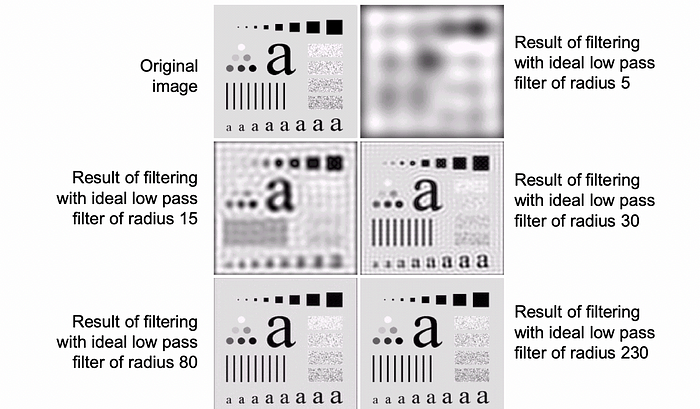 Original
image
a
a a a a a a a a
Result of filtering
with ideal low pass
filter of radius 5
Result of filtering
with ideal low pass
filter of radius 15
a
a a a a a a a a
a
a a a a a a a a
Result of filtering
with ideal low pass
filter of radius 30
Result of filtering
with ideal low pass
filter of radius 80
a
a a a a a a a a
a
a a a a a a a a
Result of filtering
with ideal low pass
filter of radius 230